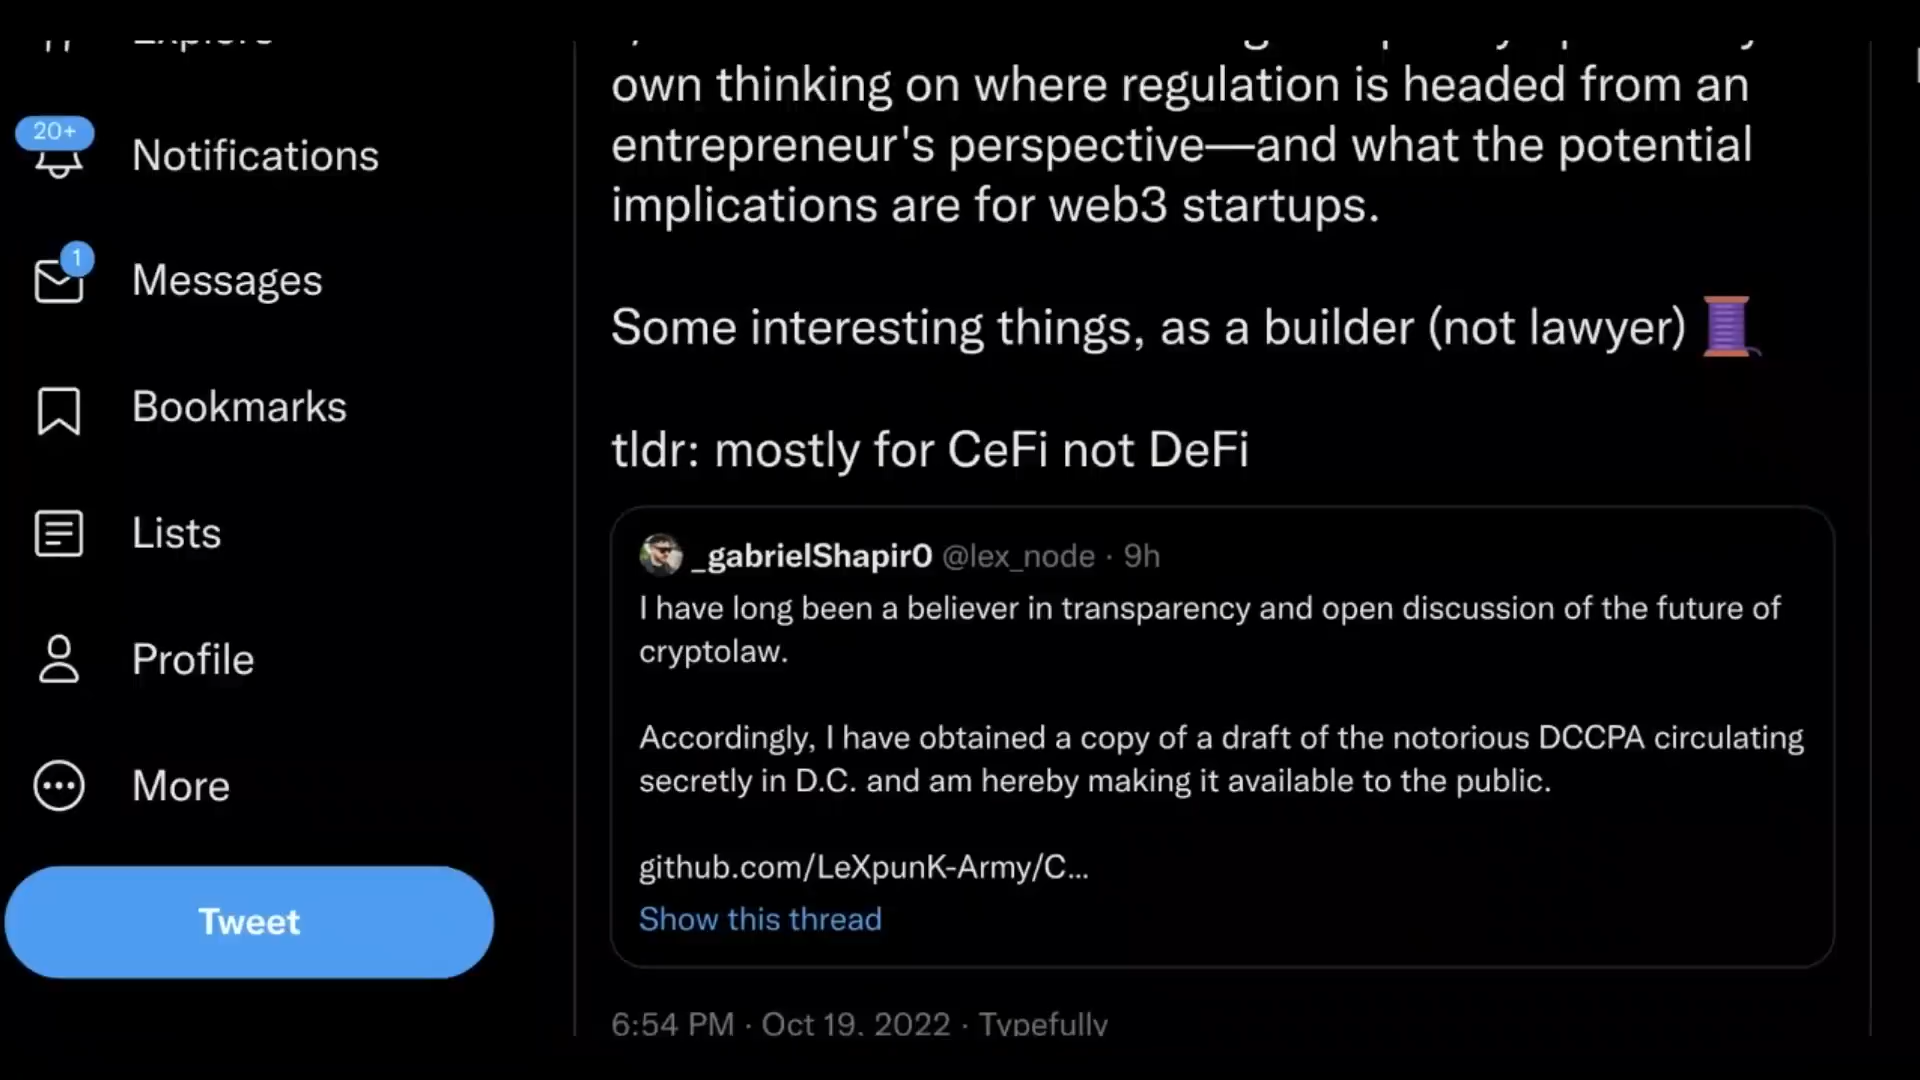 Explore
20+
Notifications
1
Messages
Bookmarks
Lists
Profile
More
Tweet
own thinking on where regulation is headed from an
entrepreneur's perspective—and what the potential
implications are for web3 startups.
Some interesting things, as a builder (not lawyer) 🧵
tldr: mostly for CeFi not DeFi
_gabrielShapir0 @lex_node · 9h
I have long been a believer in transparency and open discussion of the future of
cryptolaw.
Accordingly, I have obtained a copy of a draft of the notorious DCCPA circulating
secretly in D.C. and am hereby making it available to the public.
github.com/LeXpunK-Army/C...
Show this thread
6:54 PM · Oct 19, 2022 · Typefully